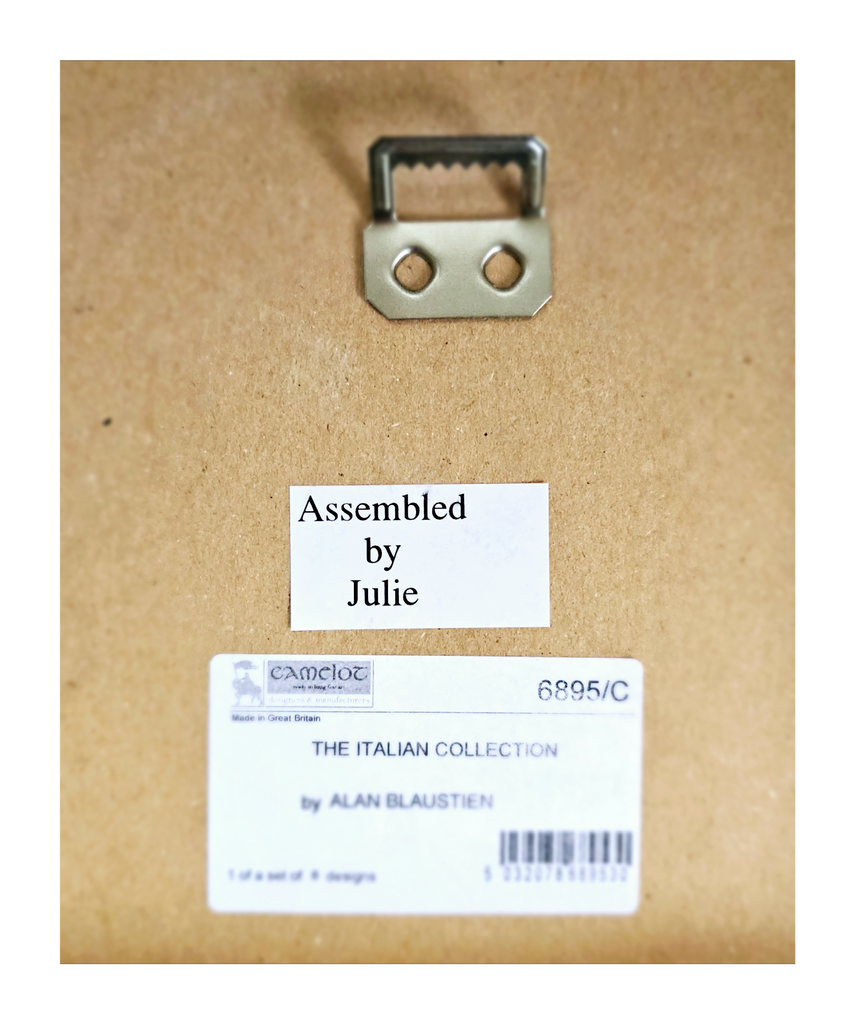 Assembled
by
Julie
CAMELOT
6895/C
Made in Great Britain
THE ITALIAN COLLECTION
by ALAN BLAUSTIEN
1 of a set of designs